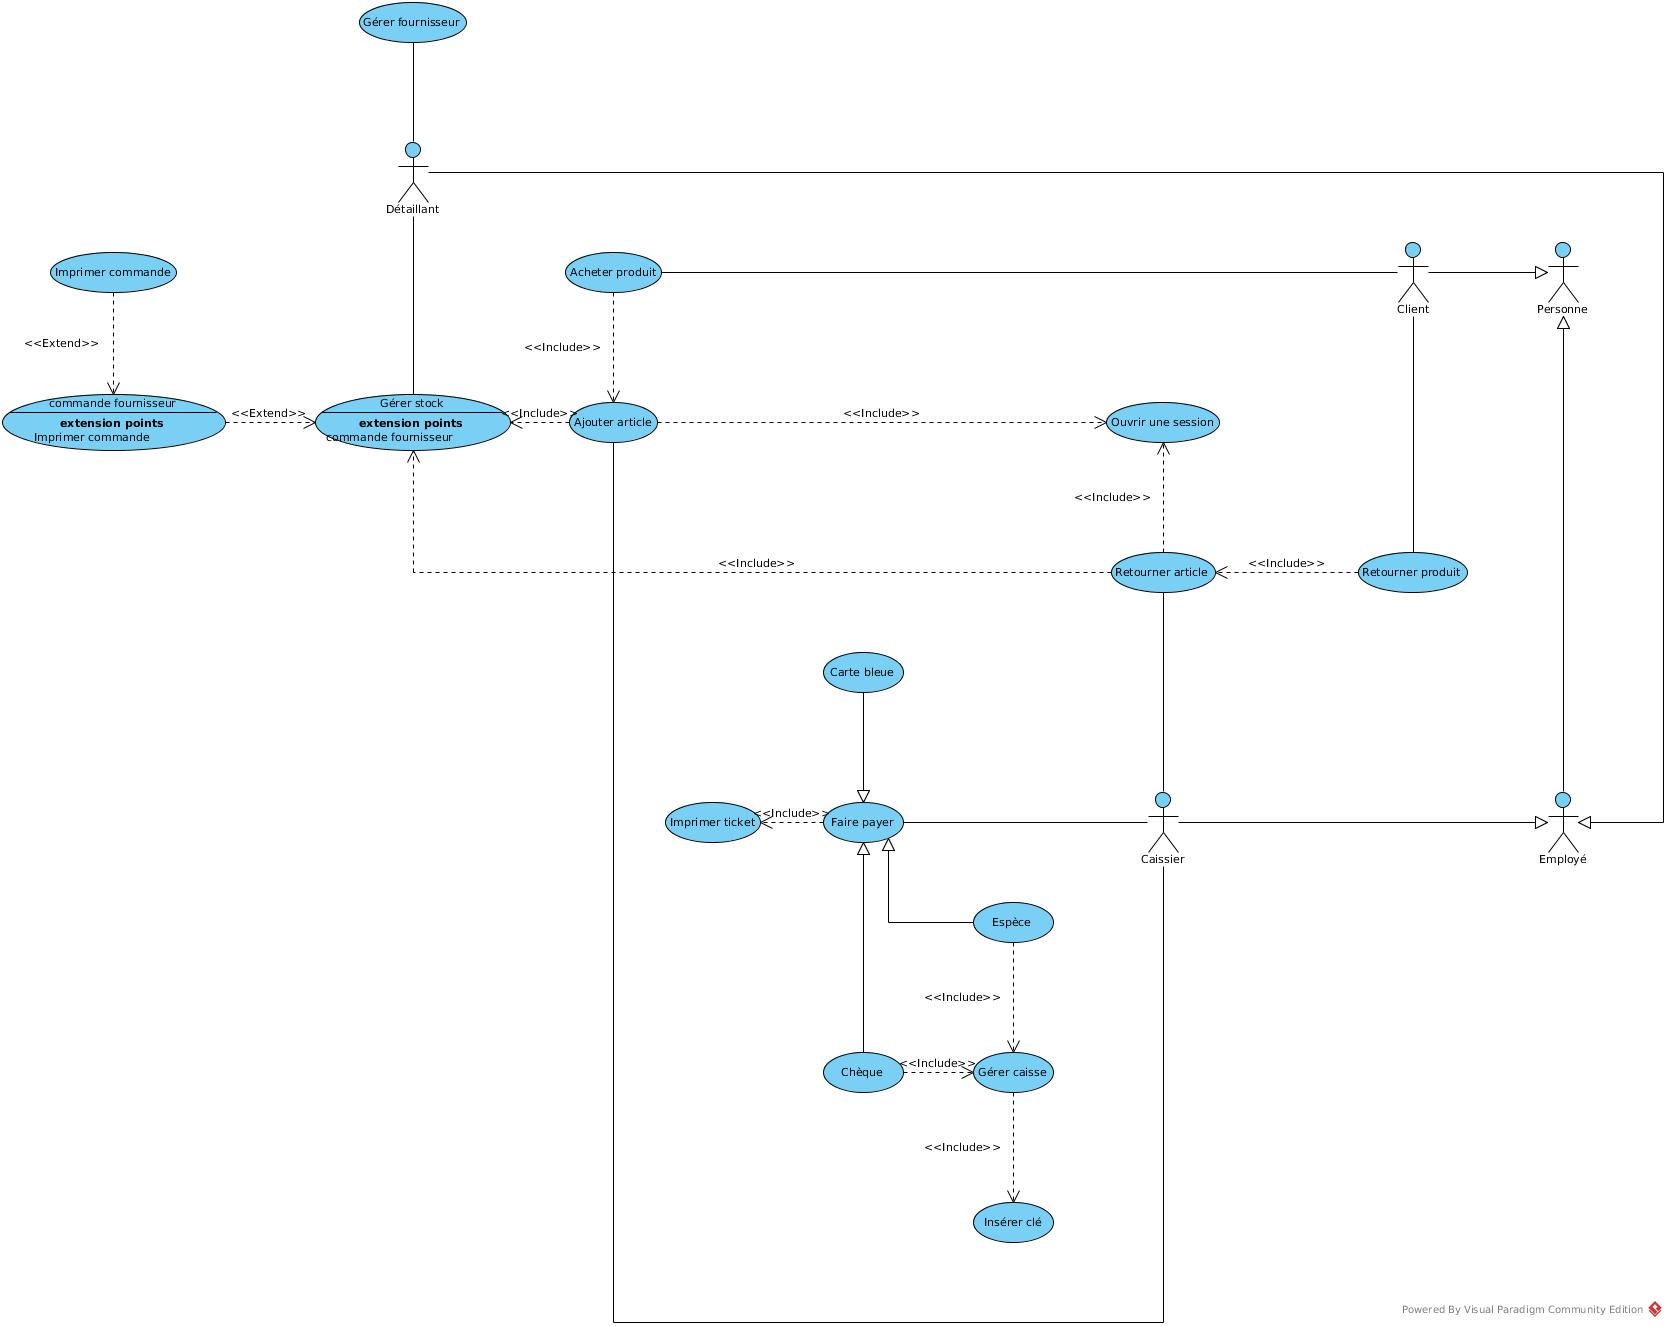 Gérer fournisseur
Détaillant
Imprimer commande
Acheter produit
Client
Personne
<<Extend>>
<<Include>>
commande fournisseur
extension points
Imprimer commande
<<Extend>>
Gérer stock
extension points
commande fournisseur
<<Include>>
Ajouter article
<<Include>>
Ouvrir une session
<<Include>>
<<Include>>
Retourner article
<<Include>>
Retourner produit
Carte bleue
Imprimer ticket
<<Include>>
Faire payer
Caissier
Employé
Espèce
<<Include>>
Chèque
<<Include>>
Gérer caisse
<<Include>>
Insérer clé
Powered By Visual Paradigm Community Edition